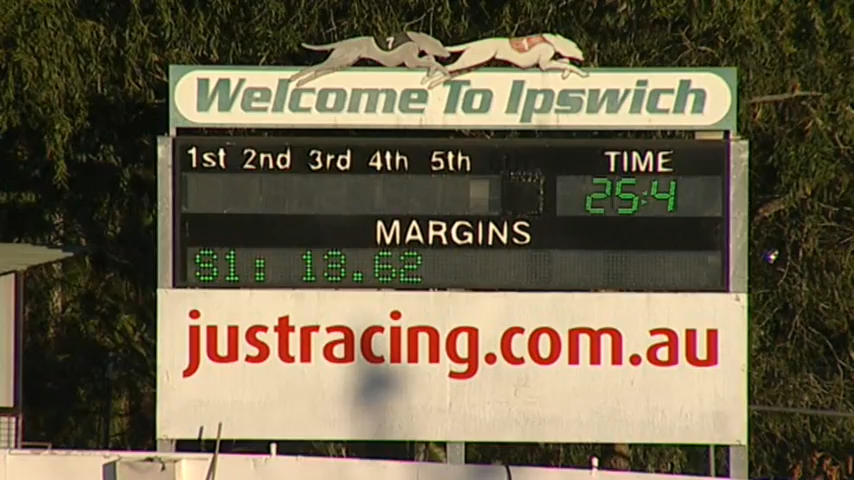 Welcome To Ipswich
1st 2nd 3rd 4th 5th TIME
25:4
MARGINS
S1: 13.62
justracing.com.au